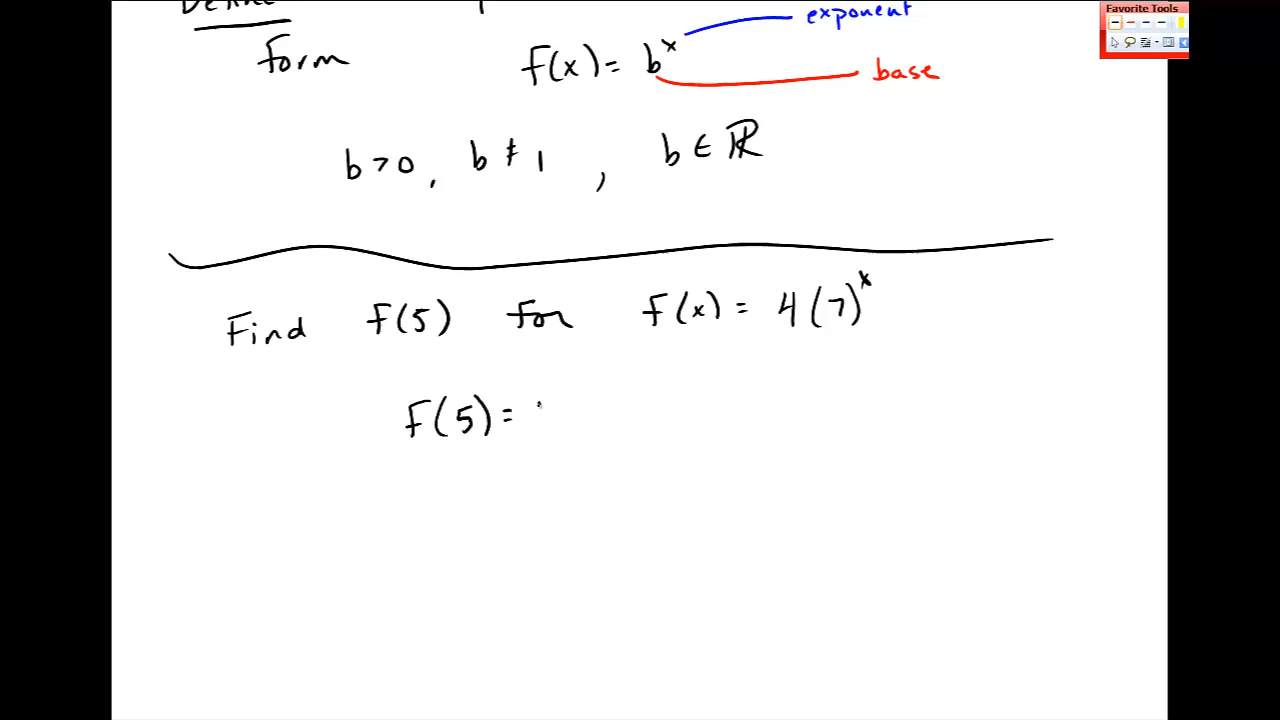 Favorite Tools
exponent
form f(x) = b^x
base
b > 0, b ≠ 1, b ∈ ℝ
Find f(5) for f(x) = 4(7)^x
f(5) =